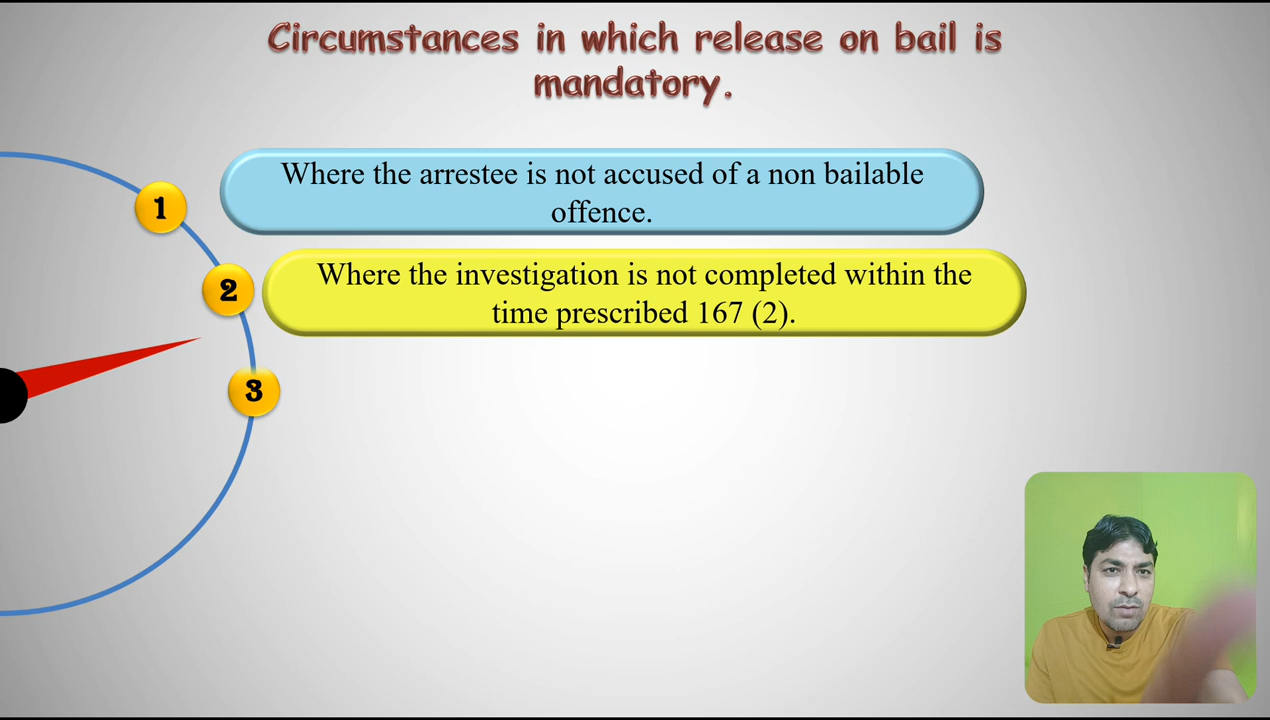 Circumstances in which release on bail is
mandatory.
1
Where the arrestee is not accused of a non bailable
offence.
2
Where the investigation is not completed within the
time prescribed 167 (2).
3